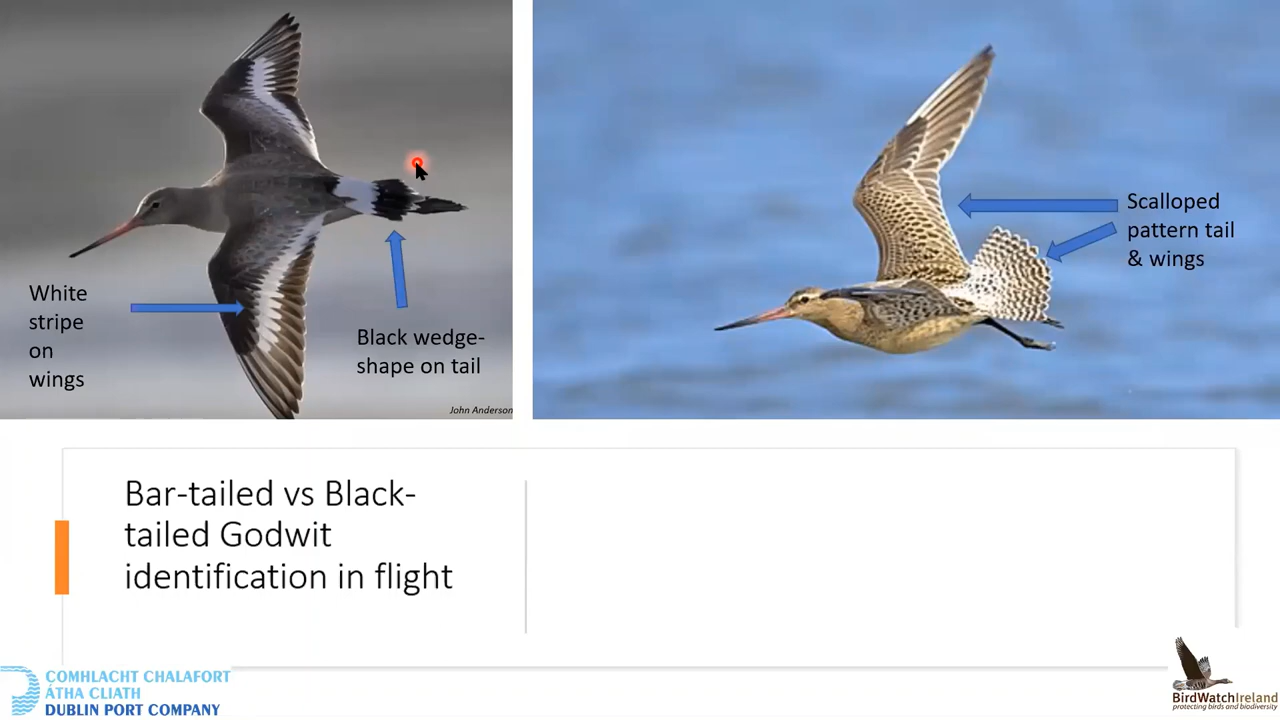 White
stripe
on
wings
Black wedge-
shape on tail
John Anderson
Scalloped
pattern tail
& wings
Bar-tailed vs Black-
tailed Godwit
identification in flight
COMHLACHT CHALAFORT
ÁTHA CLIATH
DUBLIN PORT COMPANY
BirdWatchIreland
protecting birds and biodiversity